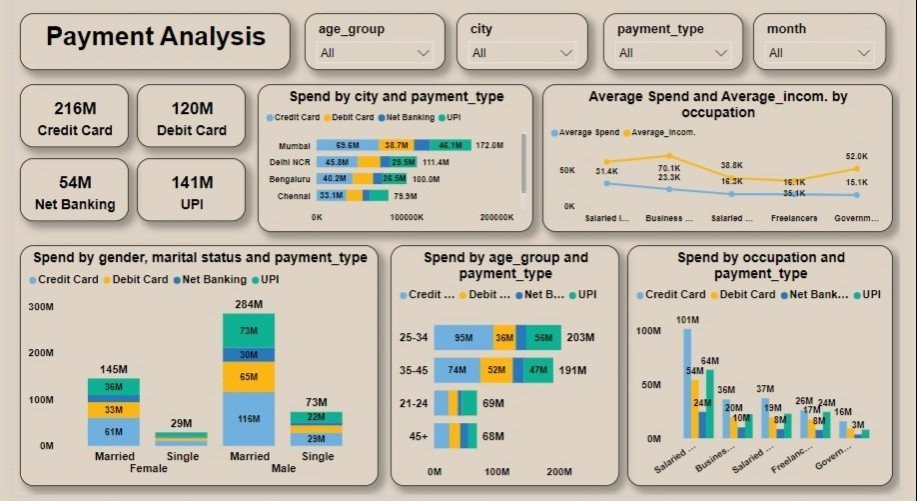 Payment Analysis
age_group
All
city
All
payment_type
All
month
All
216M
Credit Card
120M
Debit Card
54M
Net Banking
141M
UPI
Spend by city and payment_type
Credit Card Debit Card Net Banking UPI
Mumbai 69.6M 38.7M 46.1M 172.0M
Delhi NCR 45.8M 29.5M 111.4M
Bengaluru 40.2M 26.5M 100.0M
Chennai 33.1M 79.9M
0K 100000K 200000K
Average Spend and Average_incom. by
occupation
Average Spend Average_incom.
50K
0K
31.4K
70.1K
23.3K
38.8K
16.3K
16.1K
35.1K
52.0K
15.1K
Salaried I... Business ... Salaried ... Freelancers Governm...
Spend by gender, marital status and payment_type
Credit Card Debit Card Net Banking UPI
300M
200M
100M
0M
145M
36M
33M
61M
29M
284M
73M
30M
65M
116M
73M
22M
29M
Married Single Married Single
Female Male
Spend by age_group and
payment_type
Credit ... Debit ... Net B... UPI
25-34 95M 36M 56M 203M
35-45 74M 52M 47M 191M
21-24 69M
45+ 68M
0M 100M 200M
Spend by occupation and
payment_type
Credit Card Debit Card Net Bank... UPI
100M
50M
0M
101M
54M
24M
64M
36M
20M
10M
37M
19M
8M
26M
17M
8M
24M
16M
3M
Salaried ... Busines... Salaried ... Freelanc... Govern...